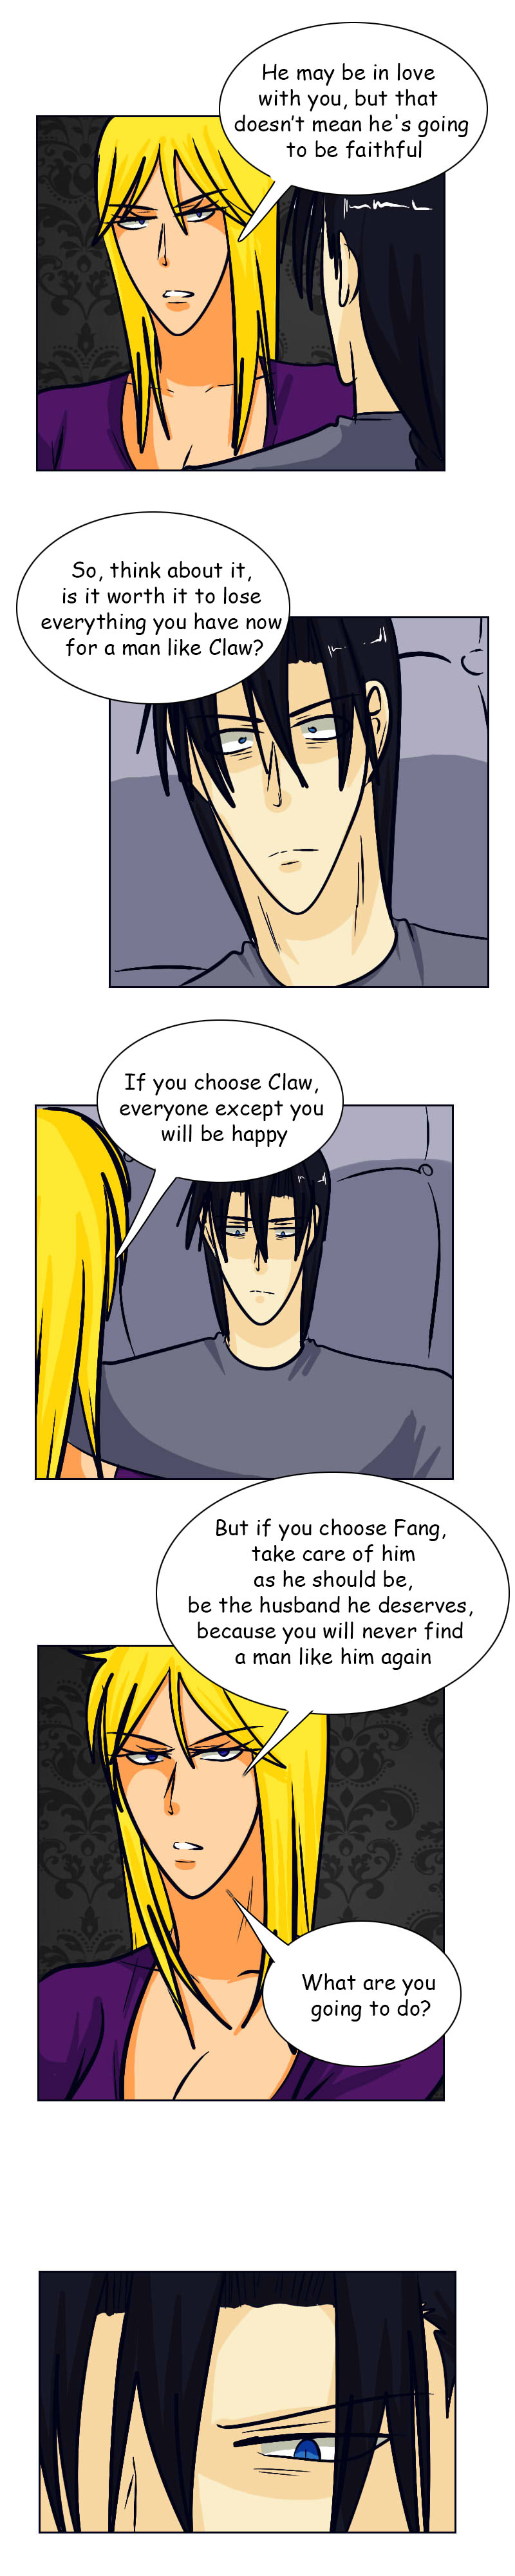 He may be in love
with you, but that
doesn't mean he's going
to be faithful
So, think about it,
is it worth it to lose
everything you have now
for a man like Claw?
If you choose Claw,
everyone except you
will be happy
But if you choose Fang,
take care of him
as he should be,
be the husband he deserves,
because you will never find
a man like him again
What are you
going to do?